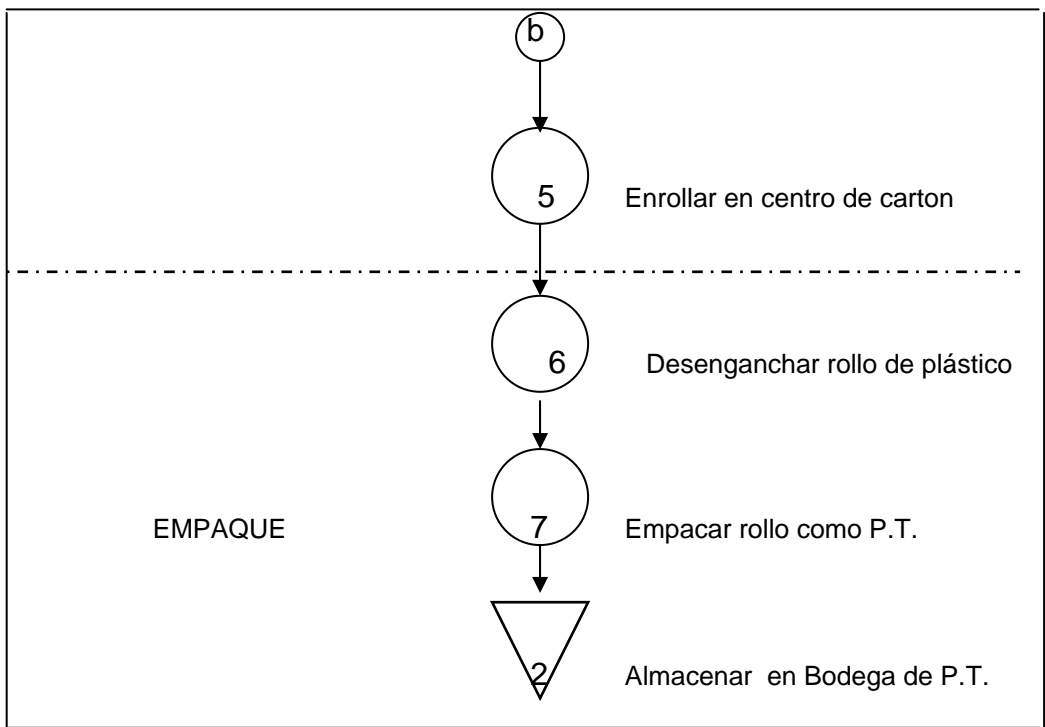 b
5 Enrollar en centro de carton
6 Desenganchar rollo de plástico
EMPAQUE 7 Empacar rollo como P.T.
2 Almacenar en Bodega de P.T.